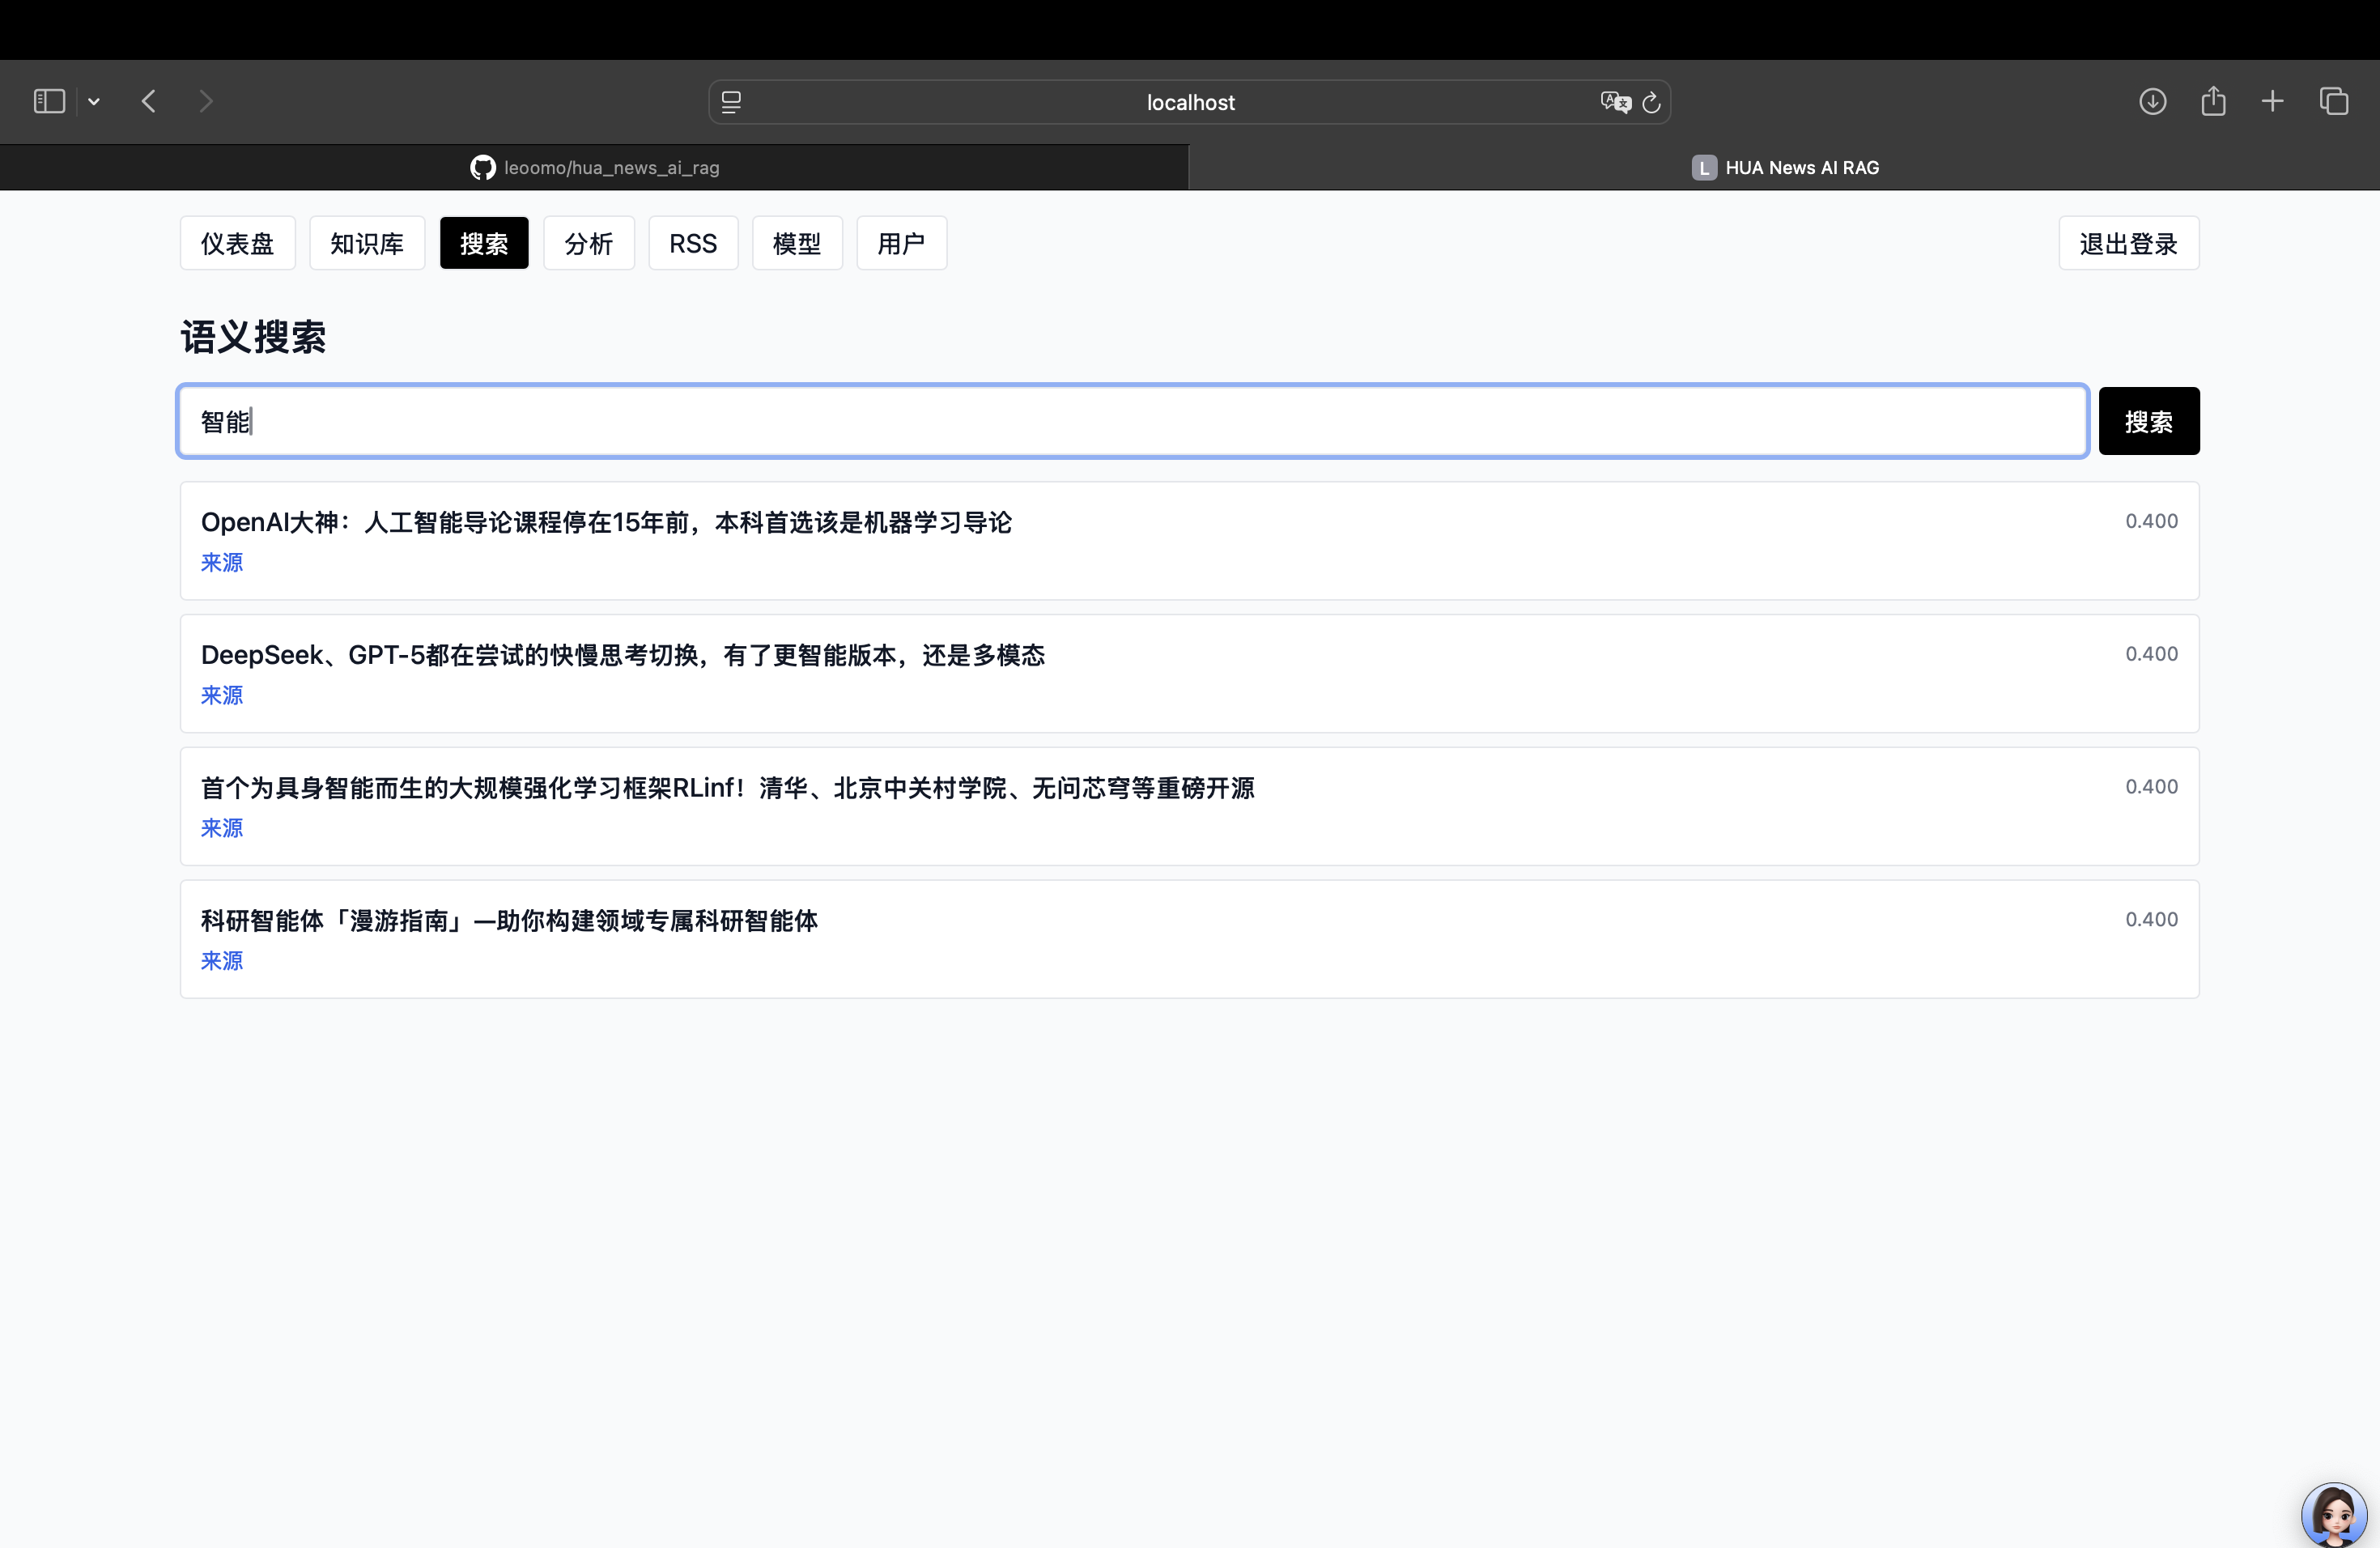 localhost
leoomo/hua_news_ai_rag
L HUA News AI RAG
仪表盘 知识库 搜索 分析 RSS 模型 用户 退出登录
语义搜索
智能 搜索
OpenAI大神：人工智能导论课程停在15年前，本科首选该是机器学习导论 0.400
来源
DeepSeek、GPT-5都在尝试的快慢思考切换，有了更智能版本，还是多模态 0.400
来源
首个为具身智能而生的大规模强化学习框架RLinf！清华、北京中关村学院、无问芯穹等重磅开源 0.400
来源
科研智能体「漫游指南」—助你构建领域专属科研智能体 0.400
来源